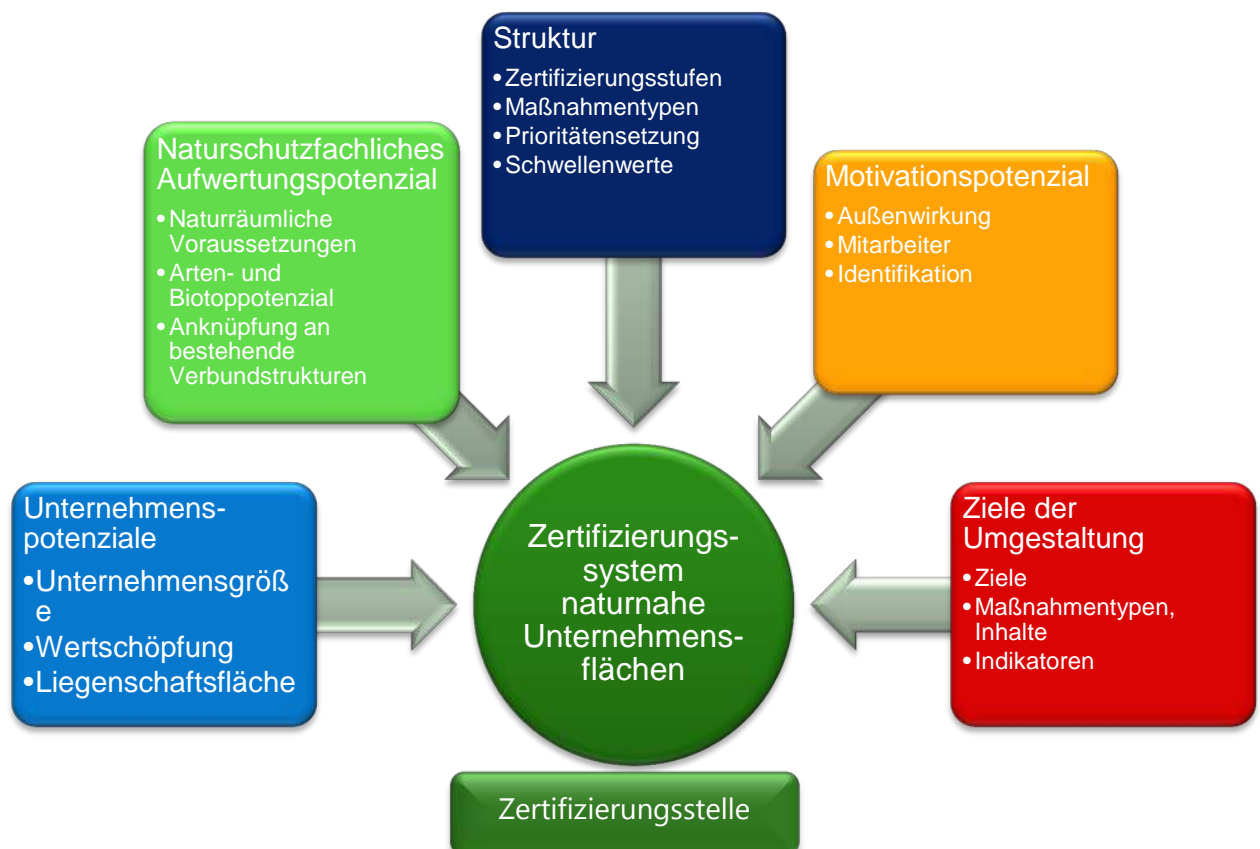 Struktur
•Zertifizierungsstufen
•Maßnahmentypen
•Prioritätensetzung
•Schwellenwerte
Naturschutzfachliches
Aufwertungspotenzial
•Naturräumliche
Voraussetzungen
•Arten- und
Biotoppotenzial
•Anknüpfung an
bestehende
Verbundstrukturen
Motivationspotenzial
•Außenwirkung
•Mitarbeiter
•Identifikation
Unternehmens-
potenziale
•Unternehmensgröß
e
•Wertschöpfung
•Liegenschaftsfläche
Zertifizierungs-
system
naturnahe
Unternehmens-
flächen
Ziele der
Umgestaltung
•Ziele
•Maßnahmentypen,
Inhalte
•Indikatoren
Zertifizierungsstelle